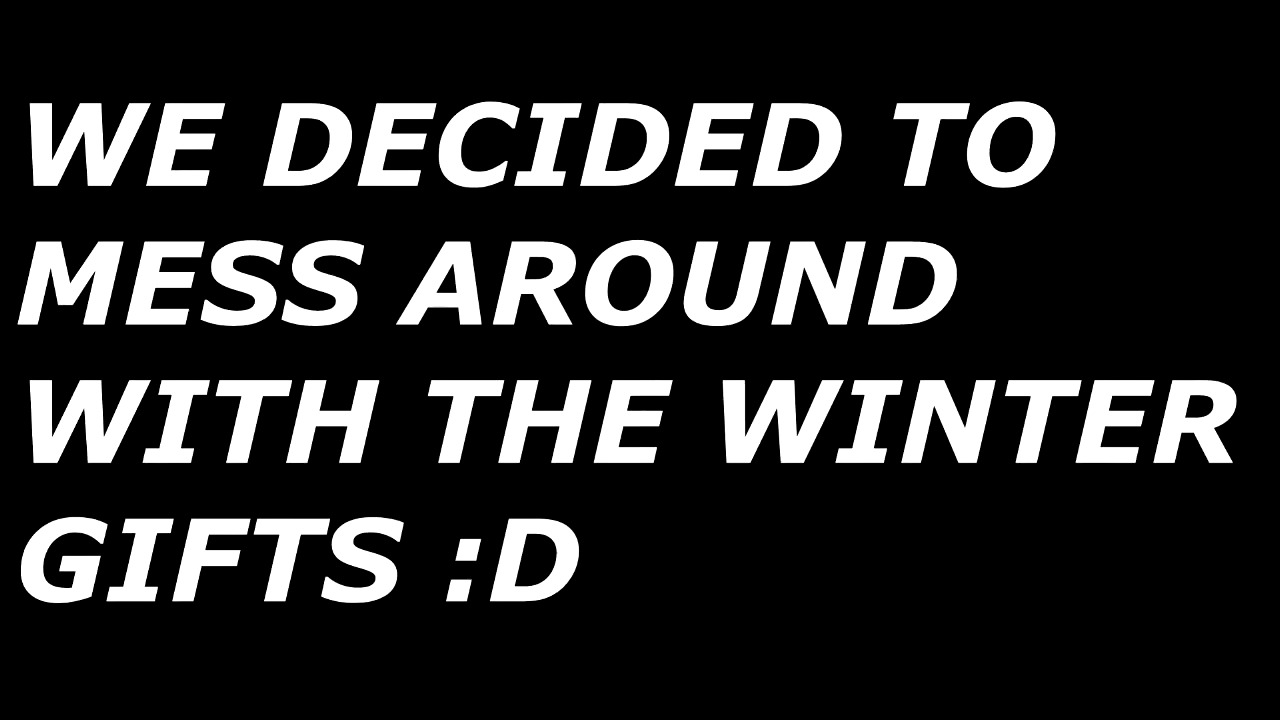 WE DECIDED TO
MESS AROUND
WITH THE WINTER
GIFTS :D